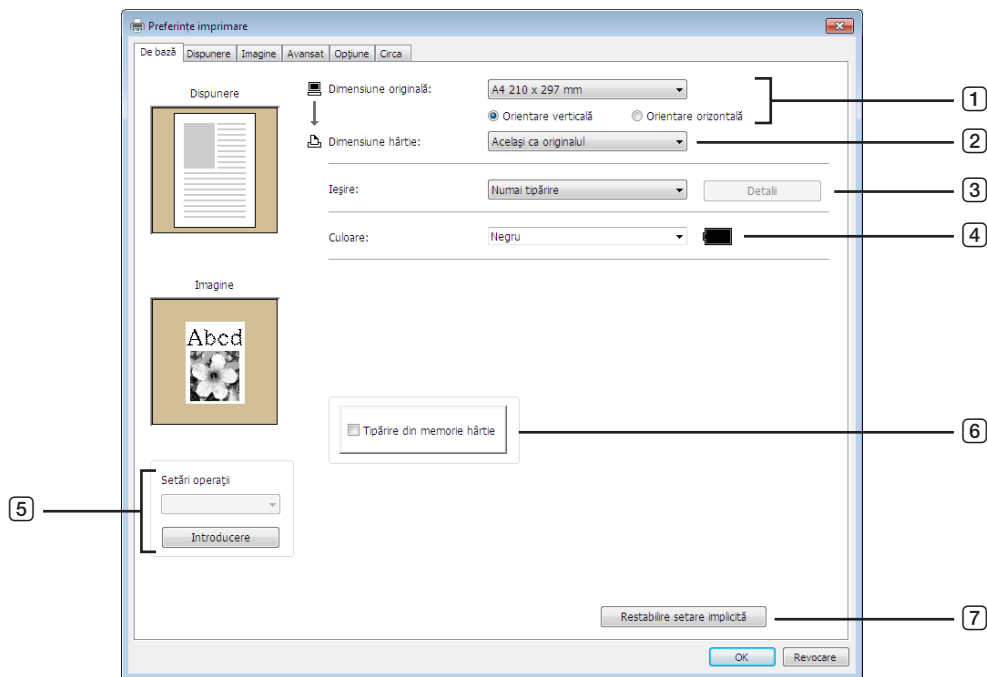 Preferințe imprimare
De bază Dispunere Imagine Avansat Opțiune Circa
Dispunere
Dimensiune originală: A4 210 x 297 mm
1
Orientare verticală Orientare orizontală
Dimensiune hârtie: Același ca originalul
2
Ieșire: Numai tipărire Detalii
3
Culoare: Negru
4
Imagine
Abcd
Tipărire din memorie hârtie
6
Setări operații
5
Introducere
Restabilire setare implicită
7
OK Revocare